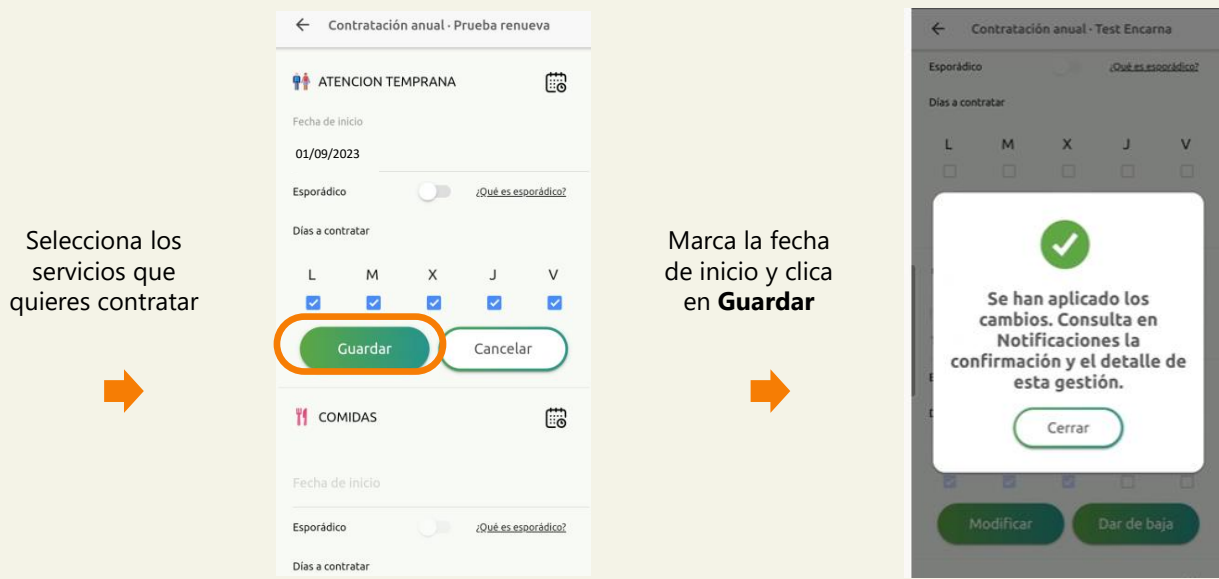 Selecciona los
servicios que
quieres contratar
Contratación anual · Prueba renueva
ATENCION TEMPRANA
Fecha de inicio
01/09/2023
Esporádico
¿Qué es esporádico?
Días a contratar
L M X J V
Guardar
Cancelar
COMIDAS
Fecha de inicio
Esporádico
¿Qué es esporádico?
Días a contratar
Marca la fecha
de inicio y clica
en Guardar
Contratación anual · Test Encarna
Esporádico
¿Qué es esporádico?
Días a contratar
L M X J V
Se han aplicado los
cambios. Consulta en
Notificaciones la
confirmación y el detalle de
esta gestión.
Cerrar
Modificar
Dar de baja